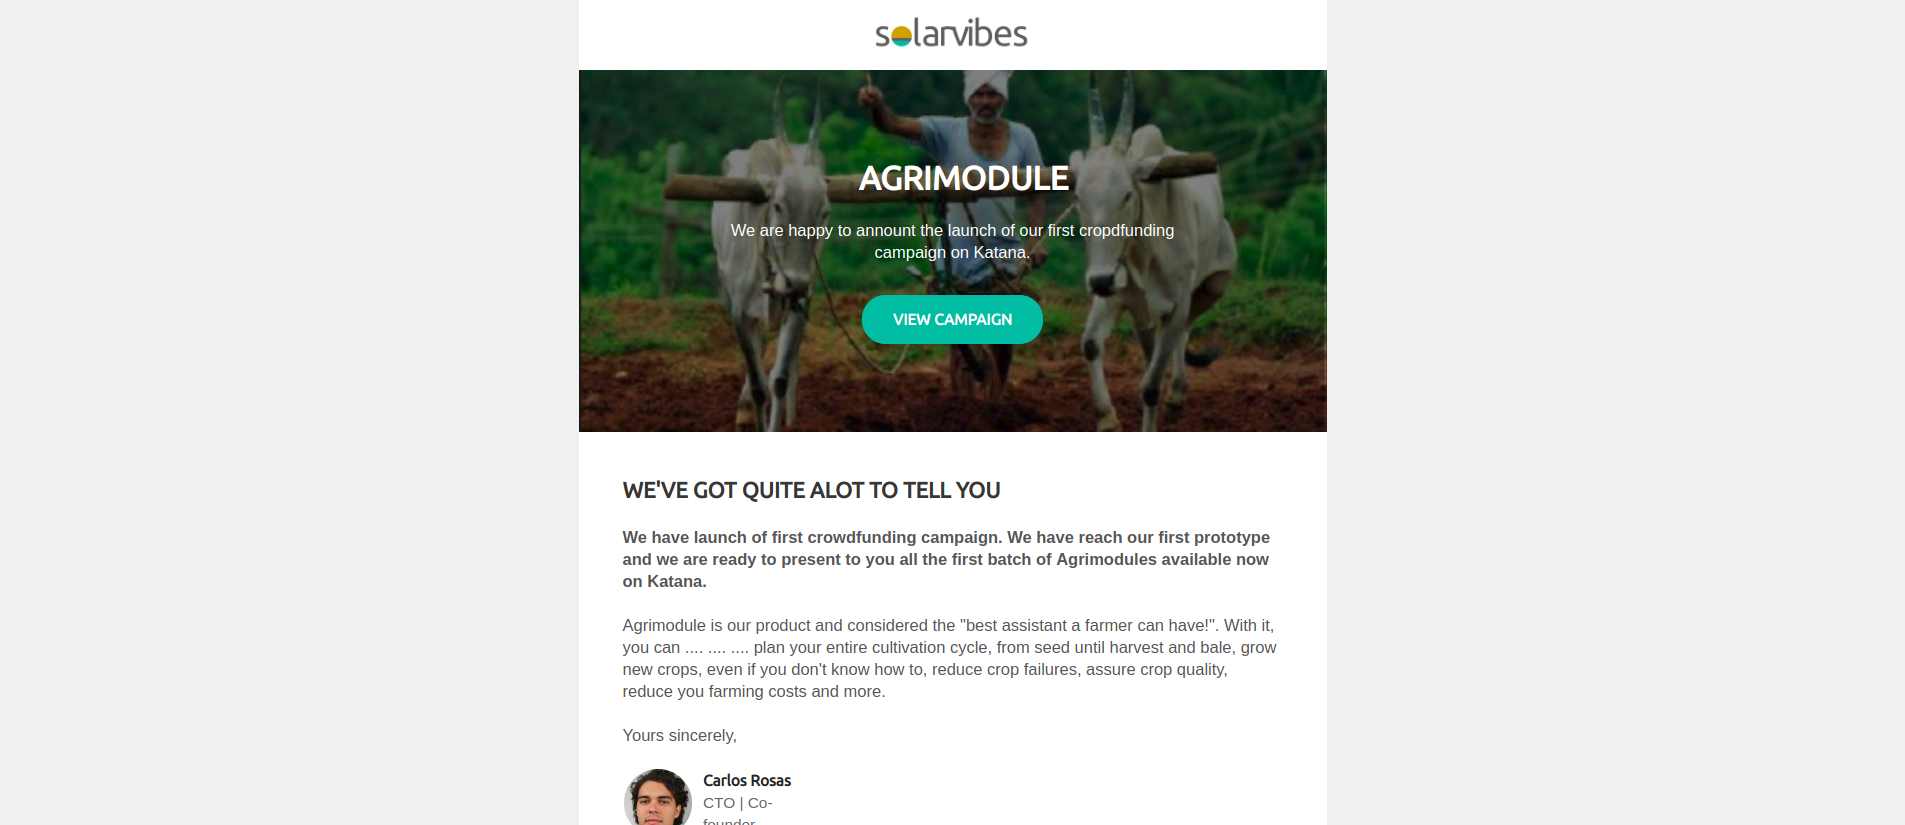 solarvibes
AGRIMODULE
We are happy to annount the launch of our first cropdfunding
campaign on Katana.
VIEW CAMPAIGN
WE'VE GOT QUITE ALOT TO TELL YOU
We have launch of first crowdfunding campaign. We have reach our first prototype
and we are ready to present to you all the first batch of Agrimodules available now
on Katana.
Agrimodule is our product and considered the "best assistant a farmer can have!". With it,
you can .... .... .... plan your entire cultivation cycle, from seed until harvest and bale, grow
new crops, even if you don't know how to, reduce crop failures, assure crop quality,
reduce you farming costs and more.
Yours sincerely,
Carlos Rosas
CTO | Co-
founder